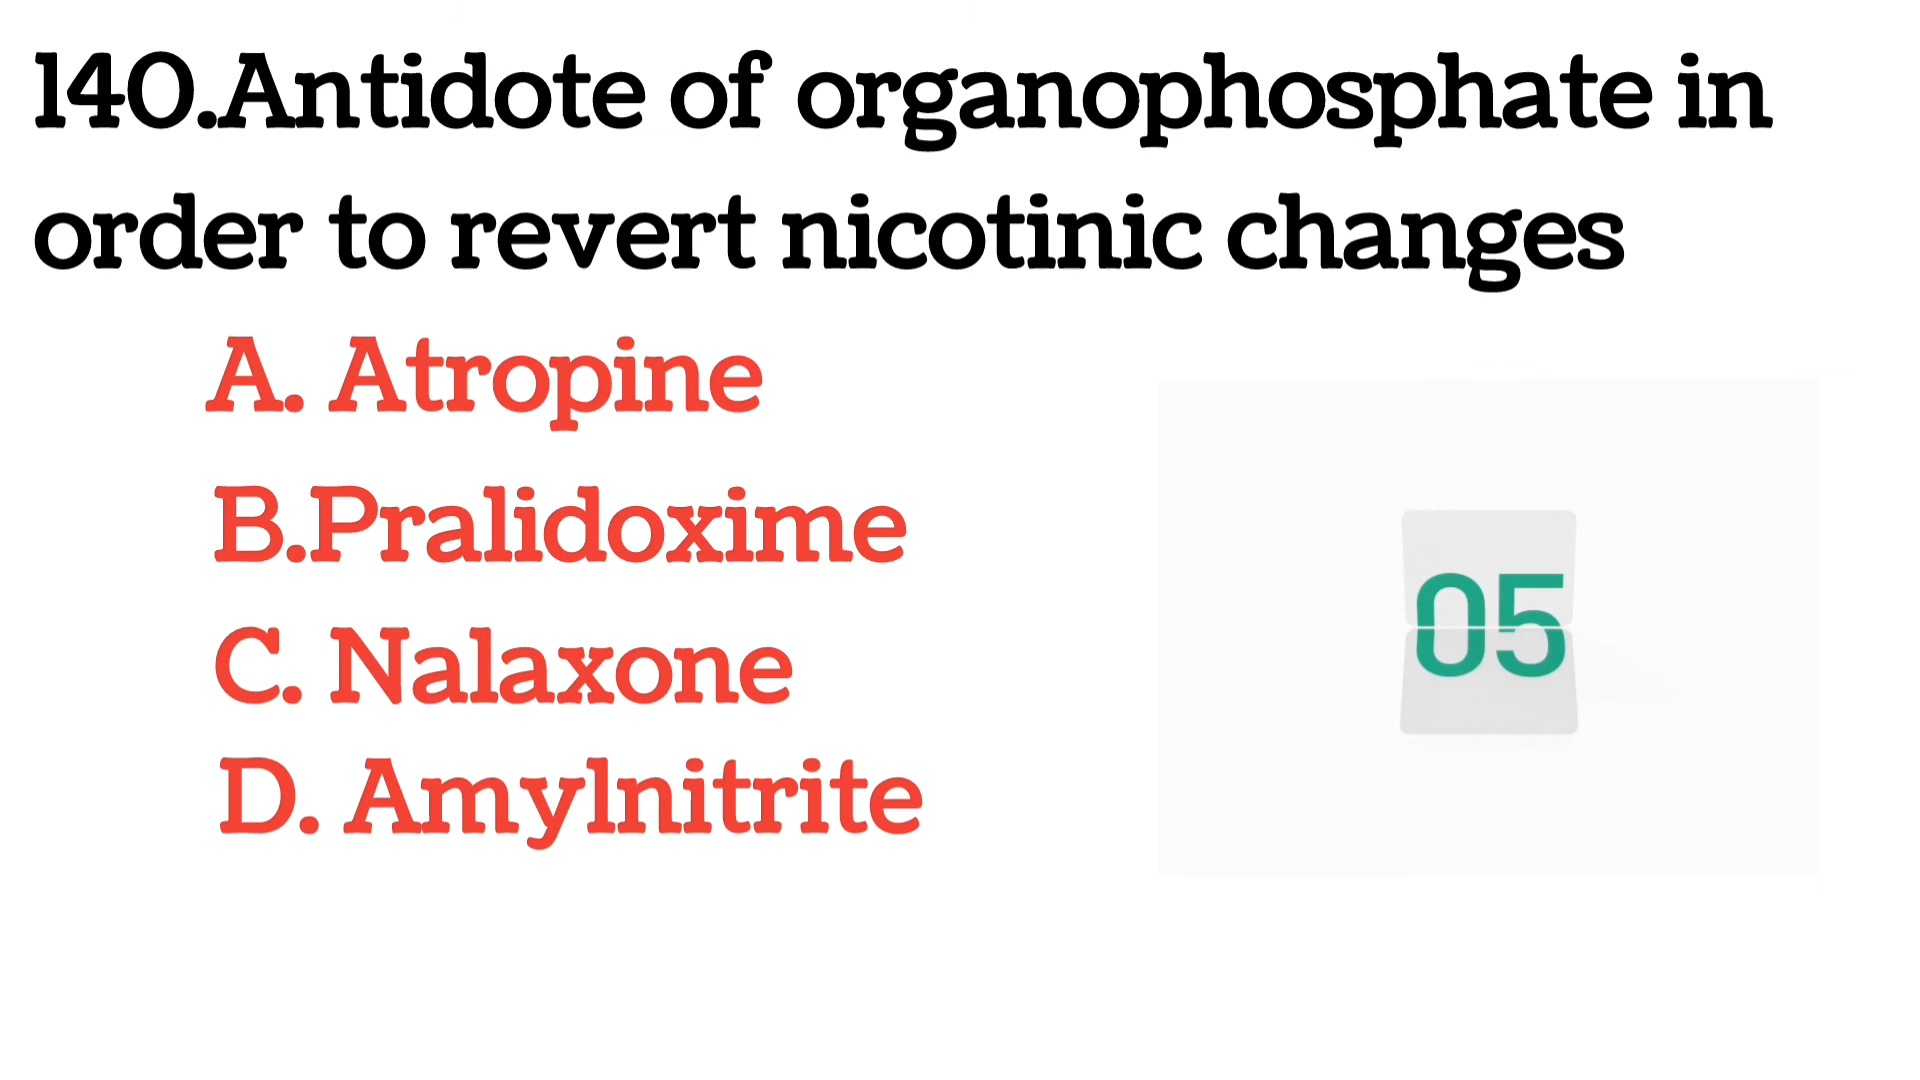 140.Antidote of organophosphate in
order to revert nicotinic changes
A. Atropine
B.Pralidoxime
C. Nalaxone
D. Amylnitrite
05